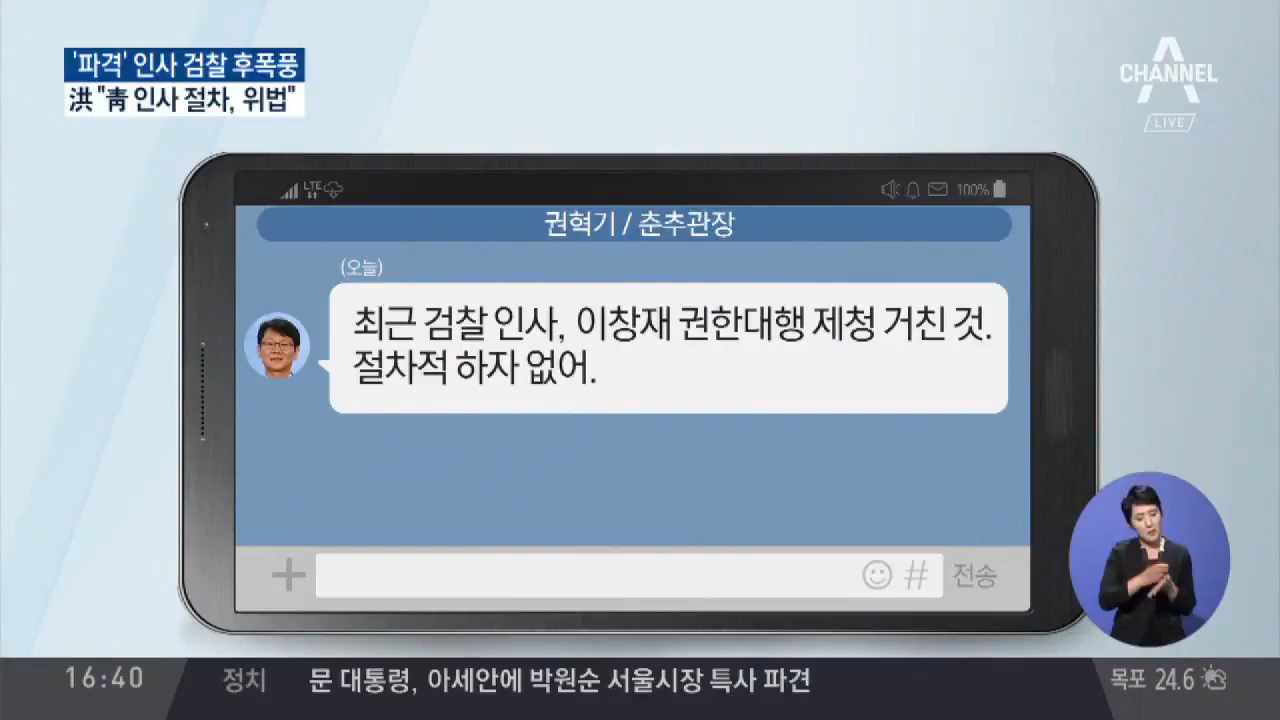 '파격' 인사 검찰 후폭풍
洪 "靑 인사 절차, 위법"
CHANNEL A
LIVE
LTE
100%
권혁기 / 춘추관장
(오늘)
최근 검찰 인사, 이창재 권한대행 제청 거친 것.
절차적 하자 없어.
+ # 전송
16:40 정치 문 대통령, 아세안에 박원순 서울시장 특사 파견 목포 24.6